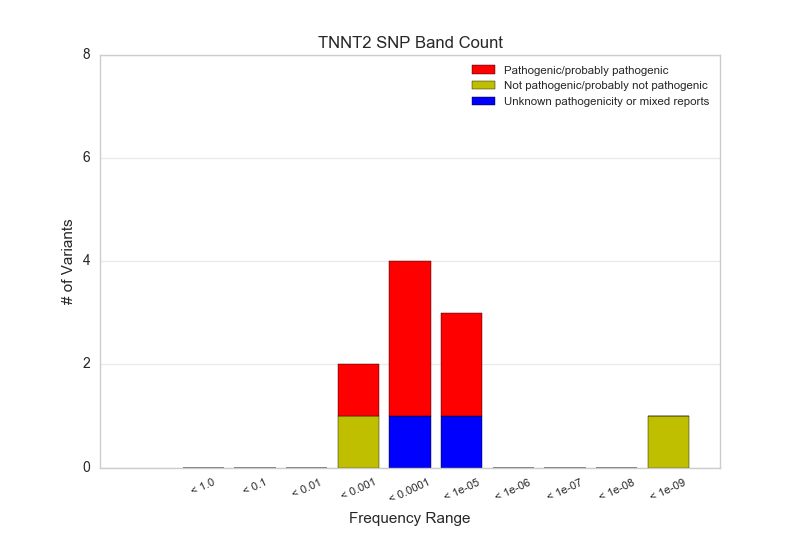 TNNT2 SNP Band Count
Pathogenic/probably pathogenic
Not pathogenic/probably not pathogenic
Unknown pathogenicity or mixed reports
# of Variants
8
6
4
2
0
< 1.0 < 0.1 < 0.01 < 0.001 < 0.0001 < 1e-05 < 1e-06 < 1e-07 < 1e-08 < 1e-09
Frequency Range